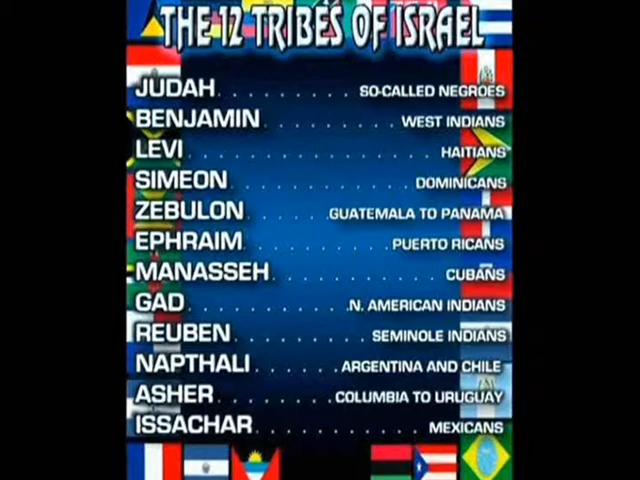 THE 12 TRIBES OF ISRAEL
JUDAH . . . . . . . . . . SO-CALLED NEGROES
BENJAMIN . . . . . . . . . . WEST INDIANS
LEVI . . . . . . . . . . . . . . . . . HAITIANS
SIMEON . . . . . . . . . . . . . DOMINICANS
ZEBULON . . . . . . GUATEMALA TO PANAMA
EPHRAIM . . . . . . . . . . PUERTO RICANS
MANASSEH . . . . . . . . . . . . CUBANS
GAD . . . . . . . . . . . N. AMERICAN INDIANS
REUBEN . . . . . . . . . SEMINOLE INDIANS
NAPTHALI . . . . . . ARGENTINA AND CHILE
ASHER . . . . . . . . COLUMBIA TO URUGUAY
ISSACHAR . . . . . . . . . . . . MEXICANS